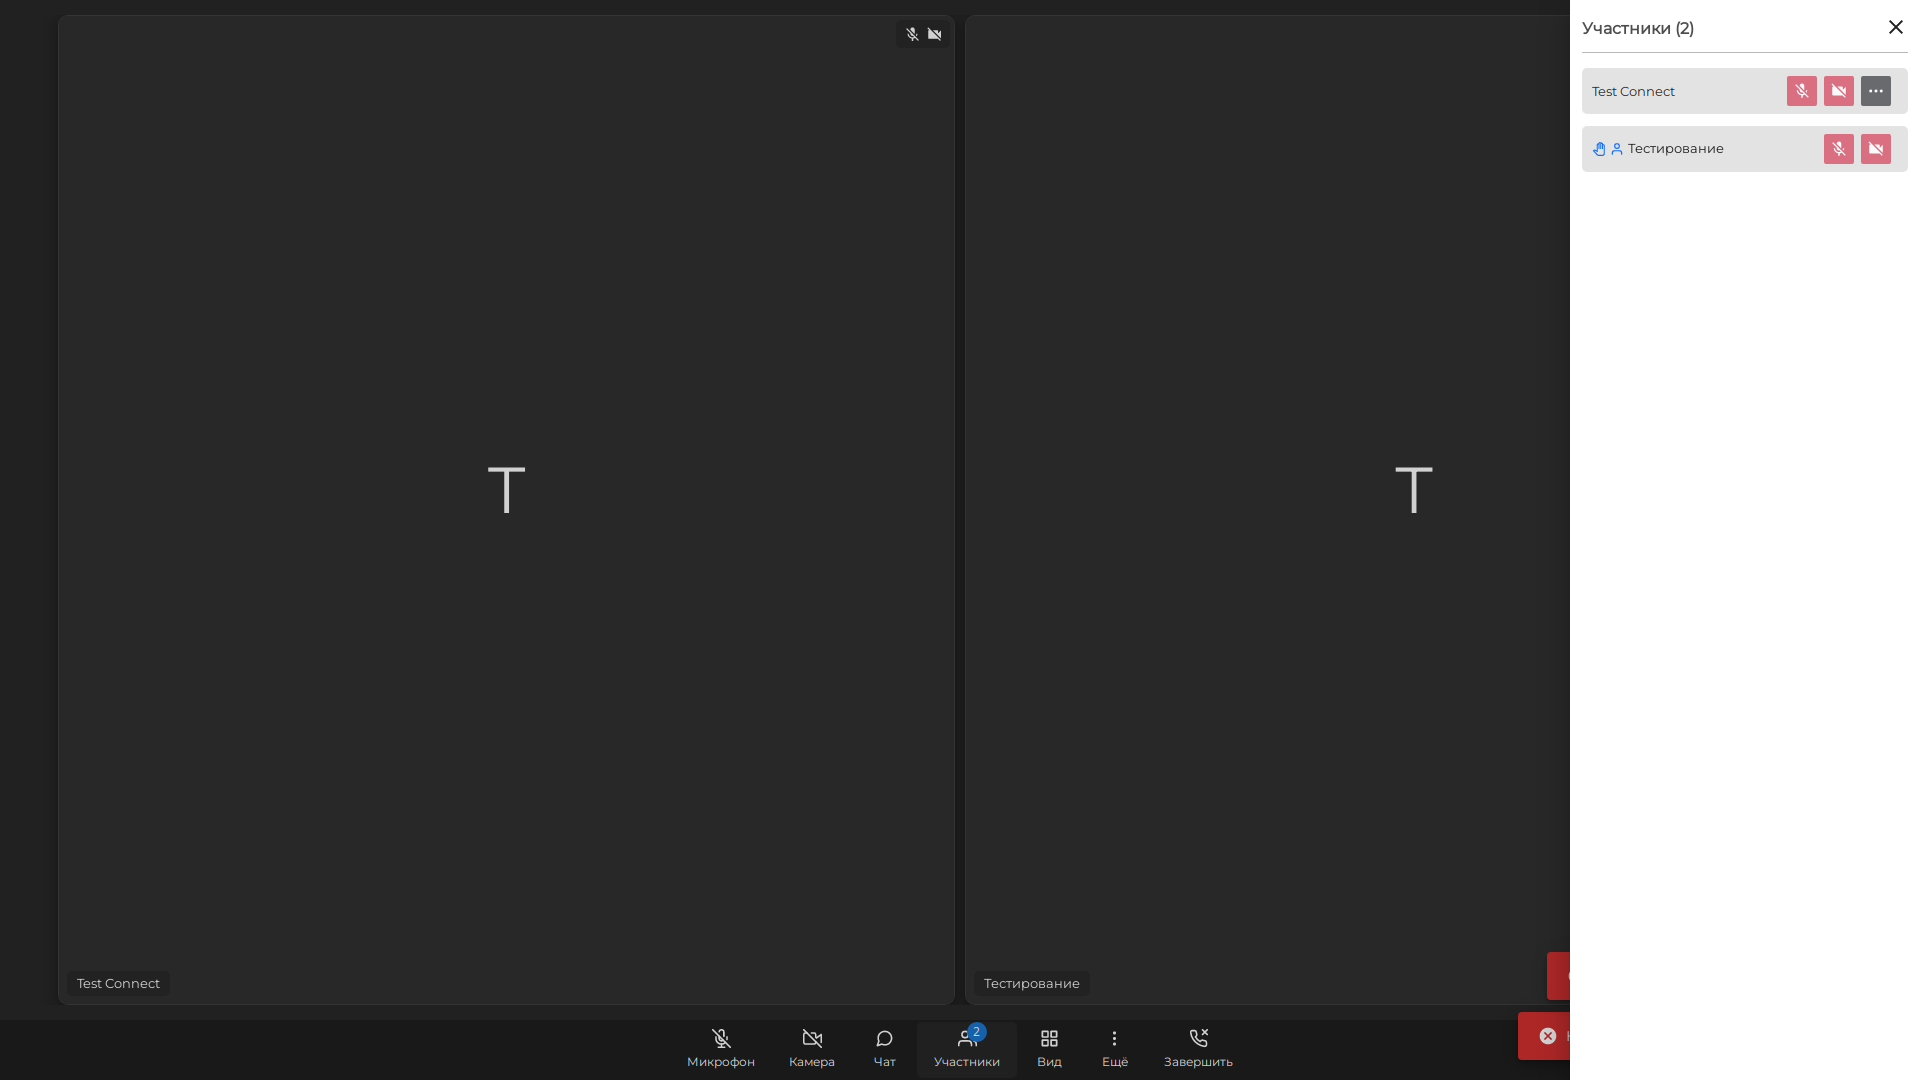 Участники (2)
Test Connect
Тестирование
T
T
Test Connect
Тестирование
2
Микрофон
Камера
Чат
Участники
Вид
Ещё
Завершить